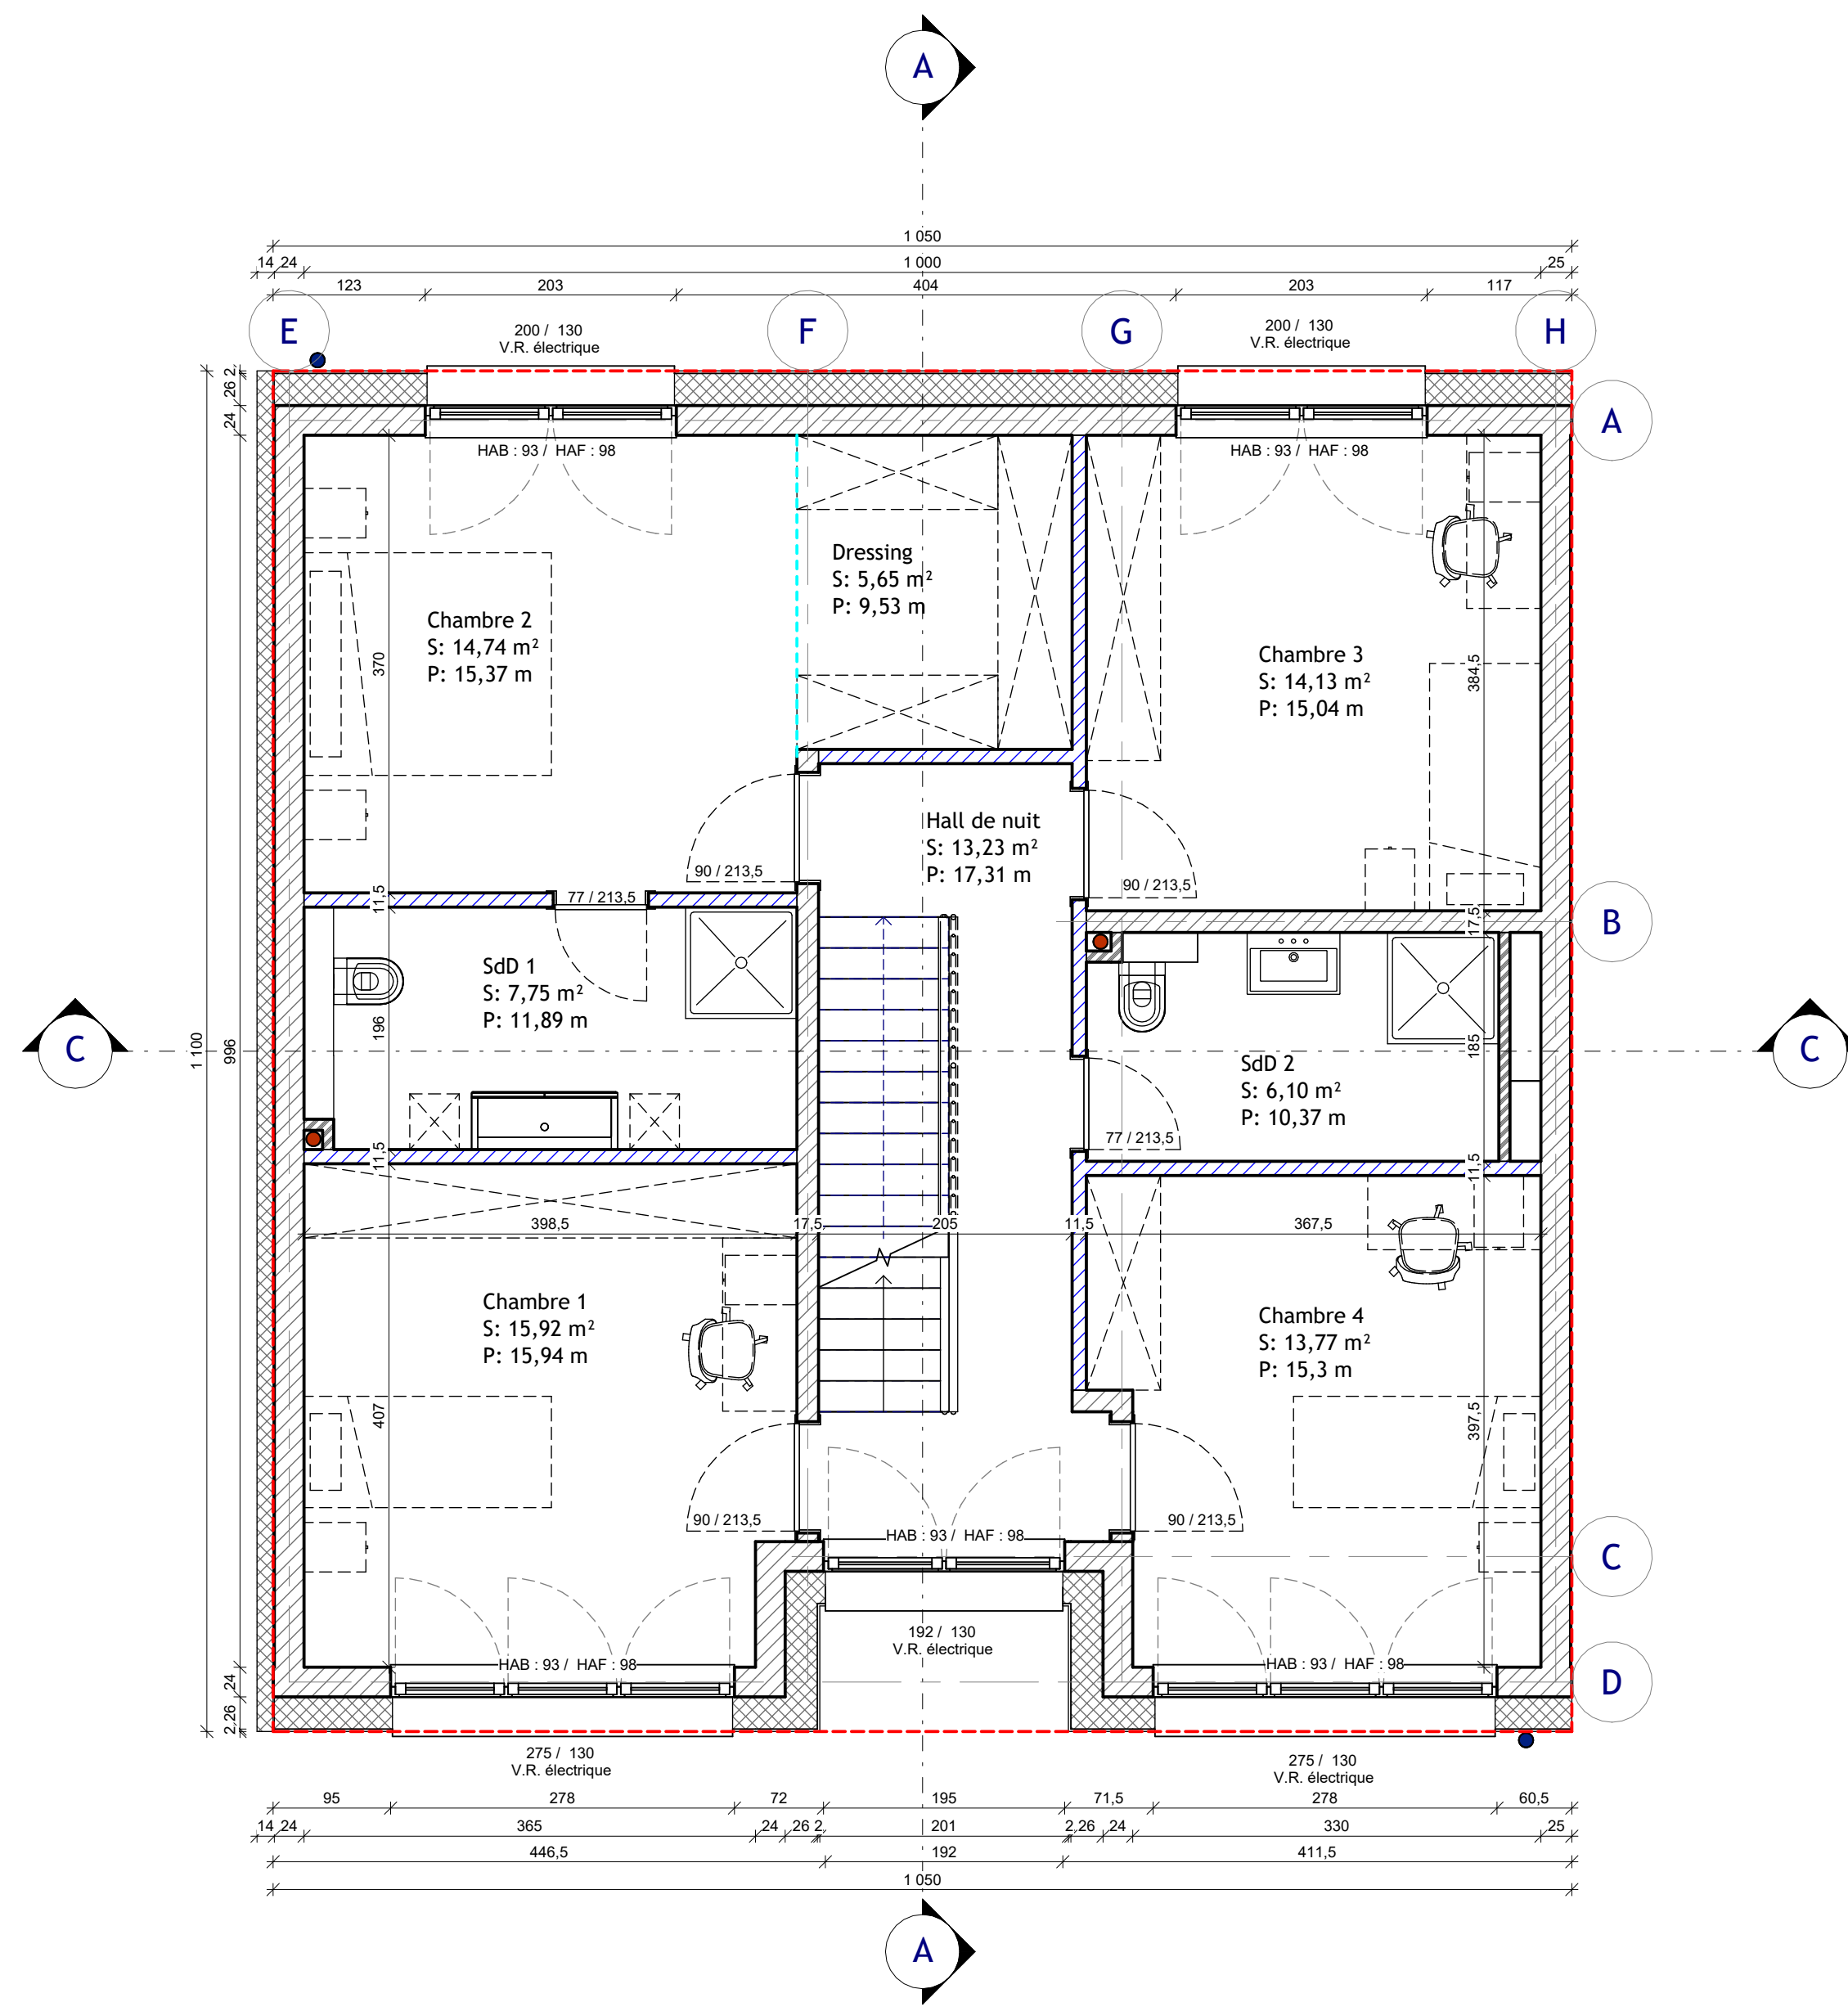 A
1 050
14 24 1 000 25
123 203 404 203 117
E F G H
200 / 130
V.R. électrique
200 / 130
V.R. électrique
2
26
24
A
HAB : 93 / HAF : 98
HAB : 93 / HAF : 98
Dressing
S: 5,65 m²
P: 9,53 m
Chambre 2
S: 14,74 m²
P: 15,37 m
370
Chambre 3
S: 14,13 m²
P: 15,04 m
384,5
Hall de nuit
S: 13,23 m²
P: 17,31 m
90 / 213,5
77 / 213,5
90 / 213,5
11,5
17,5
B
SdD 1
S: 7,75 m²
P: 11,89 m
196
C
1 100
996
185
C
SdD 2
S: 6,10 m²
P: 10,37 m
77 / 213,5
11,5
11,5
398,5 17,5 205 11,5 367,5
Chambre 1
S: 15,92 m²
P: 15,94 m
407
Chambre 4
S: 13,77 m²
P: 15,3 m
397,5
90 / 213,5
90 / 213,5
HAB : 93 / HAF : 98
C
192 / 130
V.R. électrique
HAB : 93 / HAF : 98
HAB : 93 / HAF : 98
24
2 26
D
275 / 130
V.R. électrique
275 / 130
V.R. électrique
95 278 72 195 71,5 278 60,5
14 24 365 24 26 2 201 2 26 24 330 25
446,5 192 411,5
1 050
A